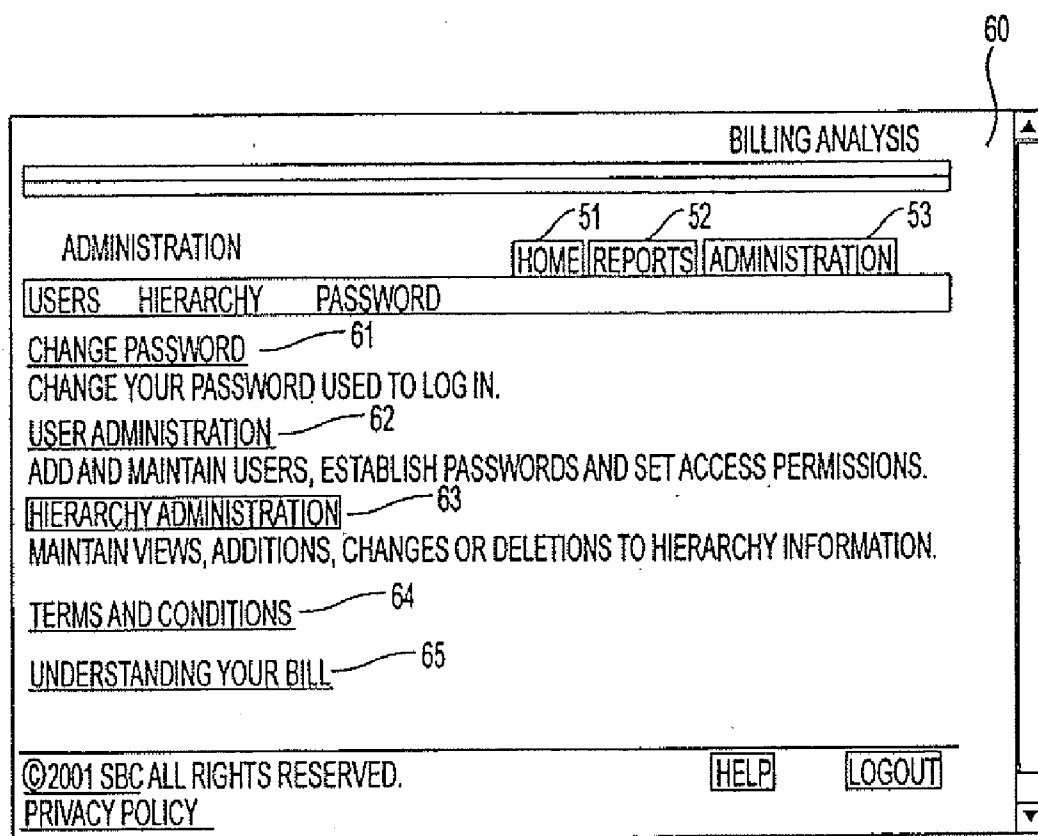 60
BILLING ANALYSIS
51 52 53
ADMINISTRATION HOME REPORTS ADMINISTRATION
USERS HIERARCHY PASSWORD
CHANGE PASSWORD 61
CHANGE YOUR PASSWORD USED TO LOG IN.
USER ADMINISTRATION 62
ADD AND MAINTAIN USERS, ESTABLISH PASSWORDS AND SET ACCESS PERMISSIONS.
HIERARCHY ADMINISTRATION 63
MAINTAIN VIEWS, ADDITIONS, CHANGES OR DELETIONS TO HIERARCHY INFORMATION.
TERMS AND CONDITIONS 64
UNDERSTANDING YOUR BILL 65
©2001 SBC ALL RIGHTS RESERVED. HELP LOGOUT
PRIVACY POLICY